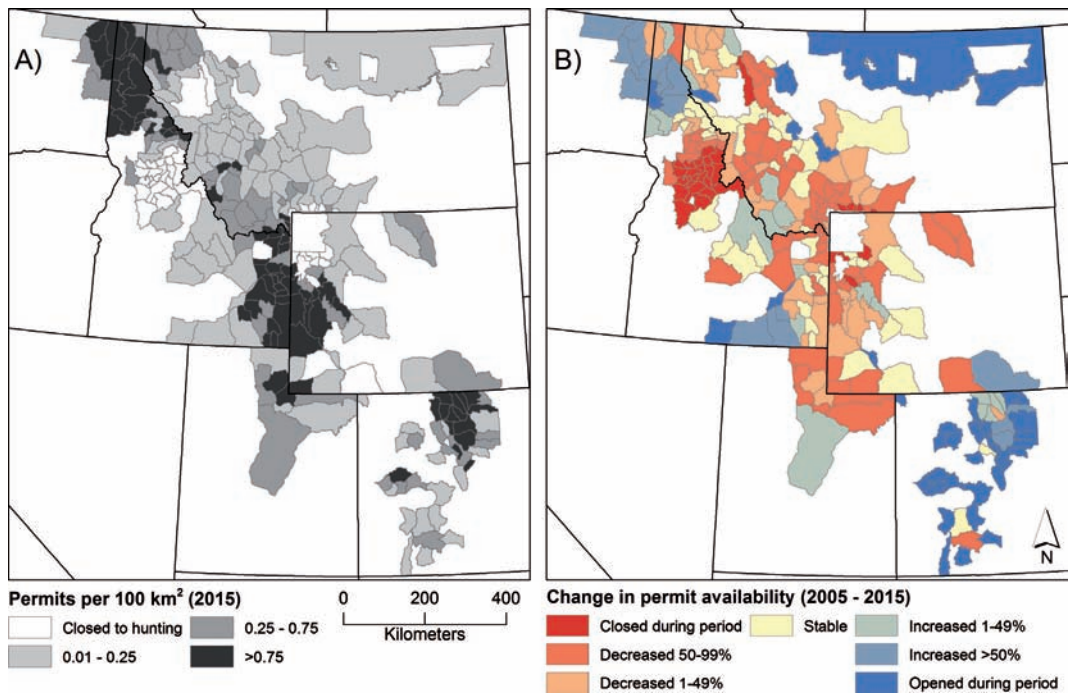 A)
B)
N
Permits per 100 km² (2015)
Closed to hunting
0.01 - 0.25
0.25 - 0.75
>0.75
0 200 400
Kilometers
Change in permit availability (2005 - 2015)
Closed during period
Decreased 50-99%
Decreased 1-49%
Stable
Increased 1-49%
Increased >50%
Opened during period